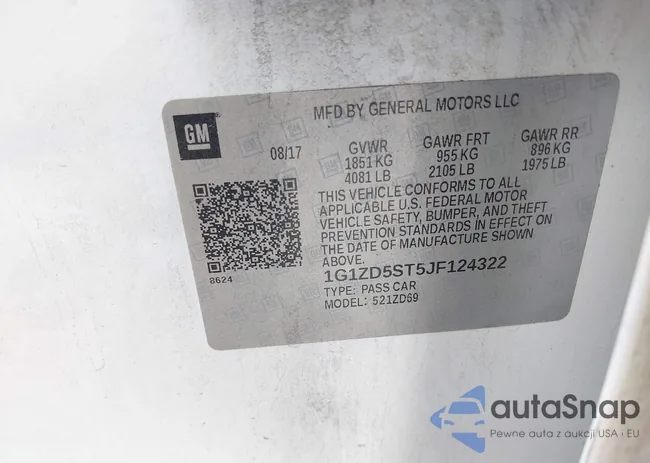 MFD BY GENERAL MOTORS LLC
GM
08/17
GVWR GAWR FRT GAWR RR
1851 KG 955 KG 896 KG
4081 LB 2105 LB 1975 LB
THIS VEHICLE CONFORMS TO ALL
APPLICABLE U.S. FEDERAL MOTOR
VEHICLE SAFETY, BUMPER, AND THEFT
PREVENTION STANDARDS IN EFFECT ON
THE DATE OF MANUFACTURE SHOWN
ABOVE.
8624
1G1ZD5ST5JF124322
TYPE: PASS CAR
MODEL: 521ZD69
autaSnap
Pewne auta z aukcji USA i EU